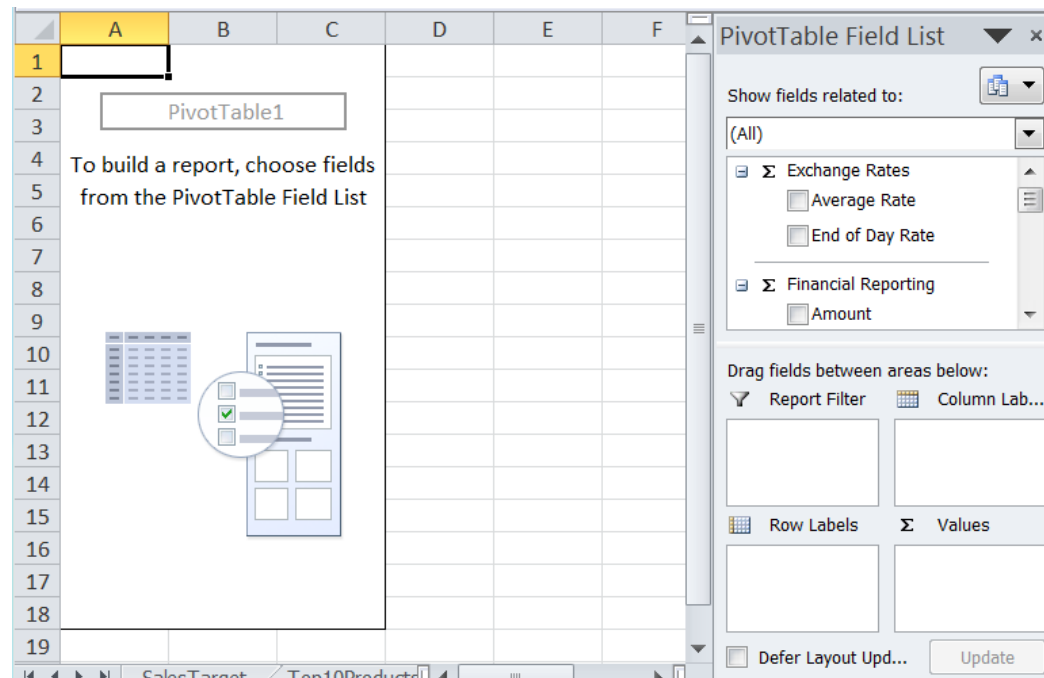 A B C D E F
1
2
3
4
5
6
7
8
9
10
11
12
13
14
15
16
17
18
19
PivotTable1
To build a report, choose fields
from the PivotTable Field List
SalesTarget Top10Products
PivotTable Field List
Show fields related to:
(All)
Σ Exchange Rates
Average Rate
End of Day Rate
Σ Financial Reporting
Amount
Drag fields between areas below:
Report Filter Column Lab...
Row Labels Σ Values
Defer Layout Upd... Update